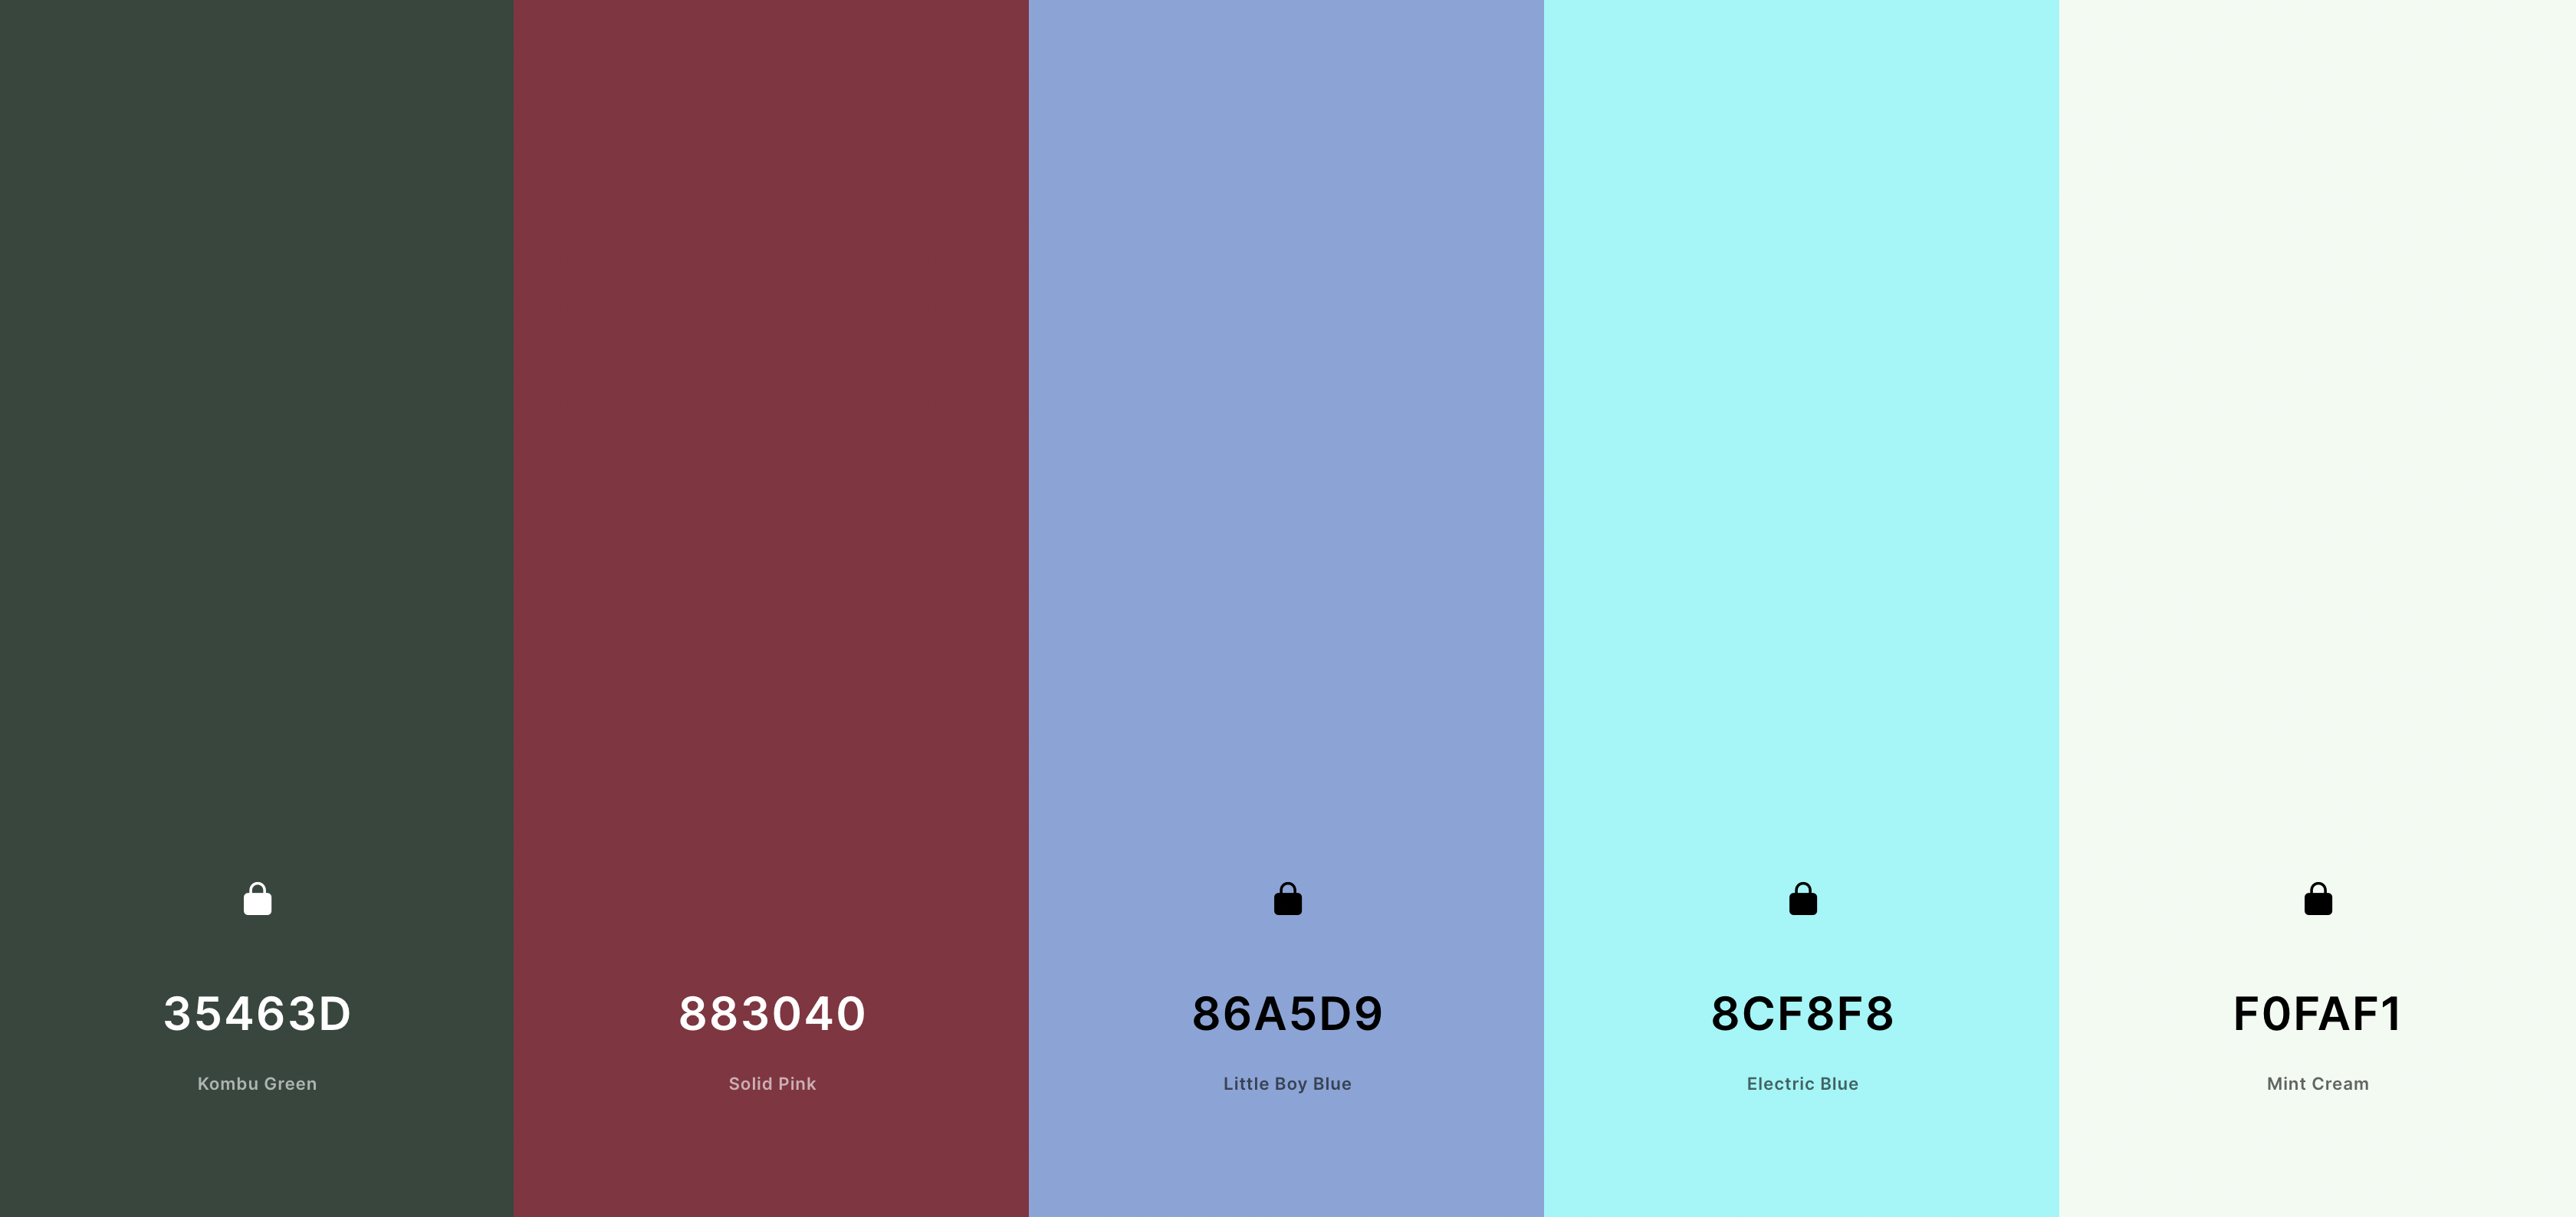 35463D
Kombu Green
883040
Solid Pink
86A5D9
Little Boy Blue
8CF8F8
Electric Blue
F0FAF1
Mint Cream